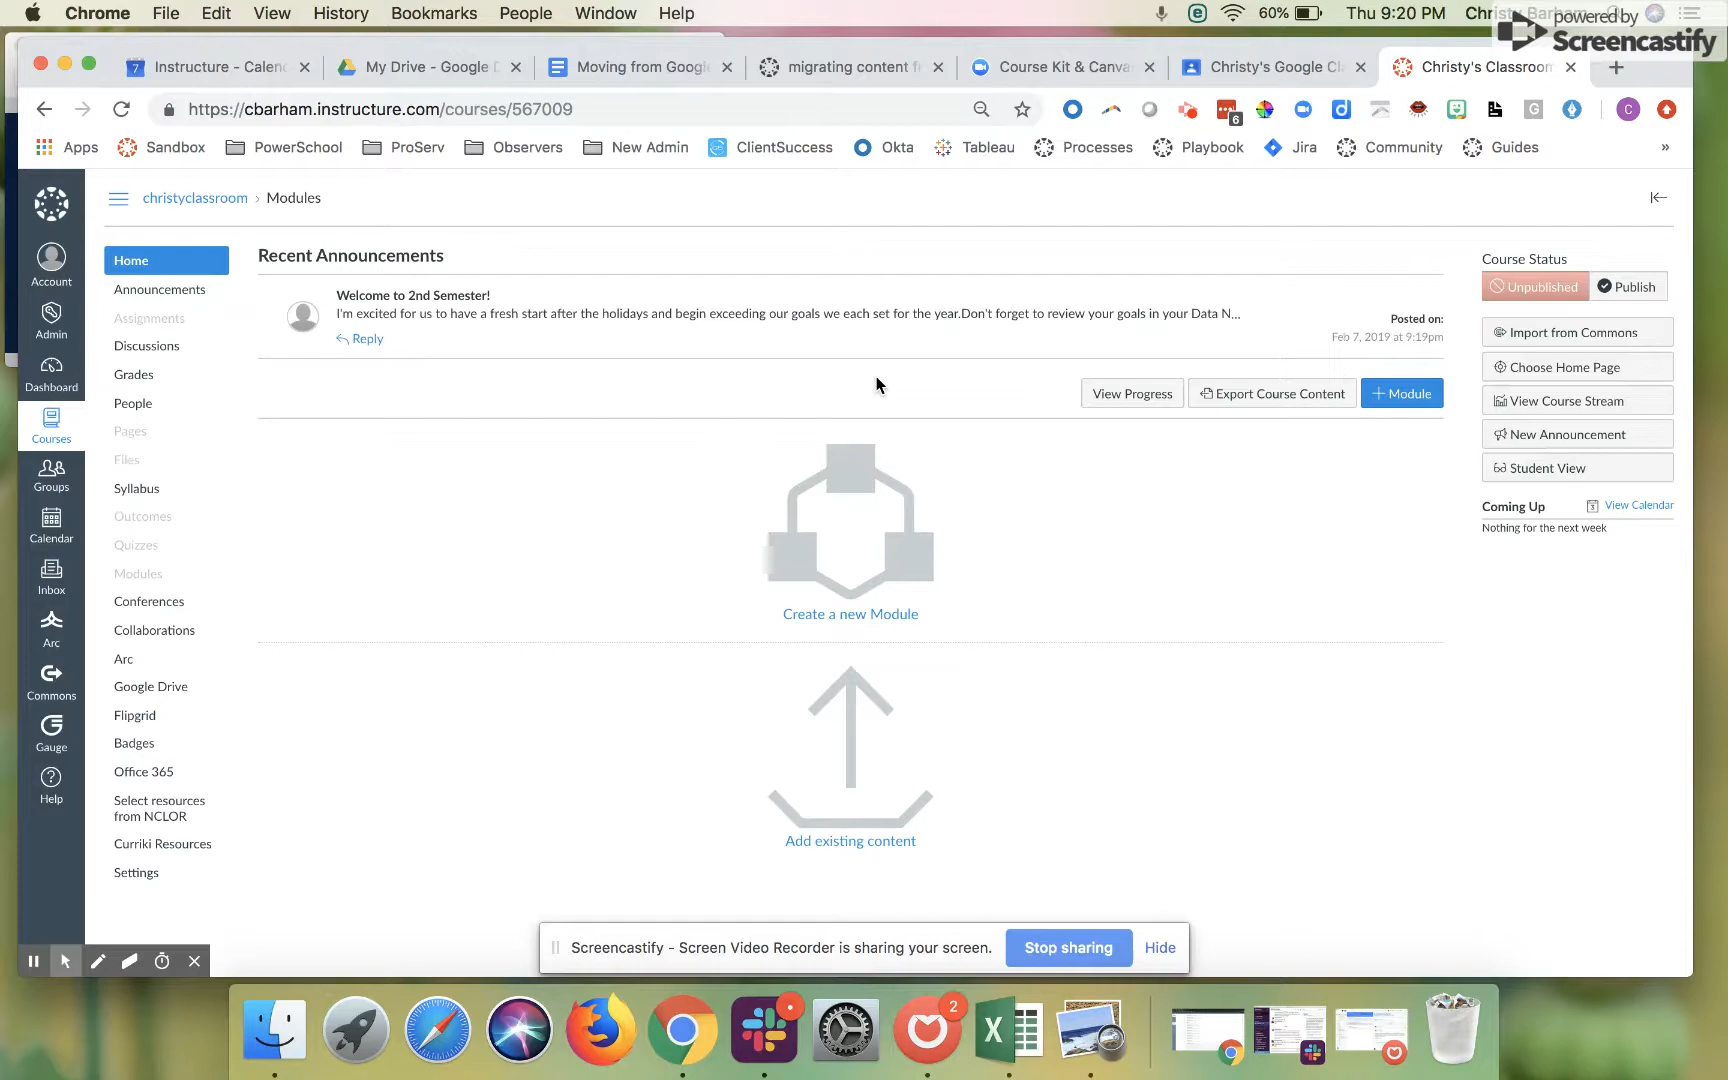 Chrome File Edit View History Bookmarks People Window Help 60% Thu 9:20 PM Christy Barham
powered by
Screencastify
Instructure - Calen
My Drive - Google D
Moving from Google
migrating content f
Course Kit & Canva
Christy's Google Cl
Christy's Classroom
https://cbarham.instructure.com/courses/567009
6
C
Apps Sandbox PowerSchool ProServ Observers New Admin ClientSuccess Okta Tableau Processes Playbook Jira Community Guides »
christyclassroom › Modules
Account
Admin
Dashboard
Courses
Groups
Calendar
Inbox
Arc
Commons
Gauge
Help
Home
Announcements
Assignments
Discussions
Grades
People
Pages
Files
Syllabus
Outcomes
Quizzes
Modules
Conferences
Collaborations
Arc
Google Drive
Flipgrid
Badges
Office 365
Select resources
from NCLOR
Curriki Resources
Settings
Recent Announcements
Welcome to 2nd Semester!
I'm excited for us to have a fresh start after the holidays and begin exceeding our goals we each set for the year.Don't forget to review your goals in your Data N...
Reply
Posted on:
Feb 7, 2019 at 9:19pm
View Progress
Export Course Content
+ Module
Create a new Module
Add existing content
Course Status
Unpublished
Publish
Import from Commons
Choose Home Page
View Course Stream
New Announcement
Student View
Coming Up
View Calendar
Nothing for the next week
Screencastify - Screen Video Recorder is sharing your screen.
Stop sharing
Hide
2